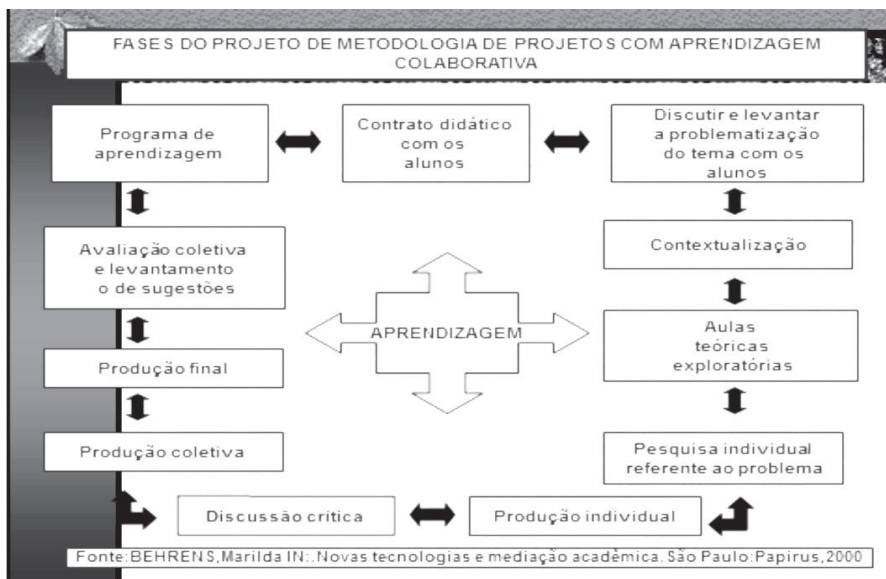 FASES DO PROJETO DE METODOLOGIA DE PROJETOS COM APRENDIZAGEM
COLABORATIVA
Programa de
aprendizagem
Contrato didático
com os
alunos
Discutir e levantar
a problematização
do tema com os
alunos
Avaliação coletiva
e levantamento
o de sugestões
Contextualização
APRENDIZAGEM
Aulas
teóricas
exploratórias
Produção final
Produção coletiva
Pesquisa individual
referente ao problema
Discussão crítica
Produção individual
Fonte:BEHRENS,Marilda IN:.Novas tecnologias e mediação acadêmica.São Paulo:Papirus,2000